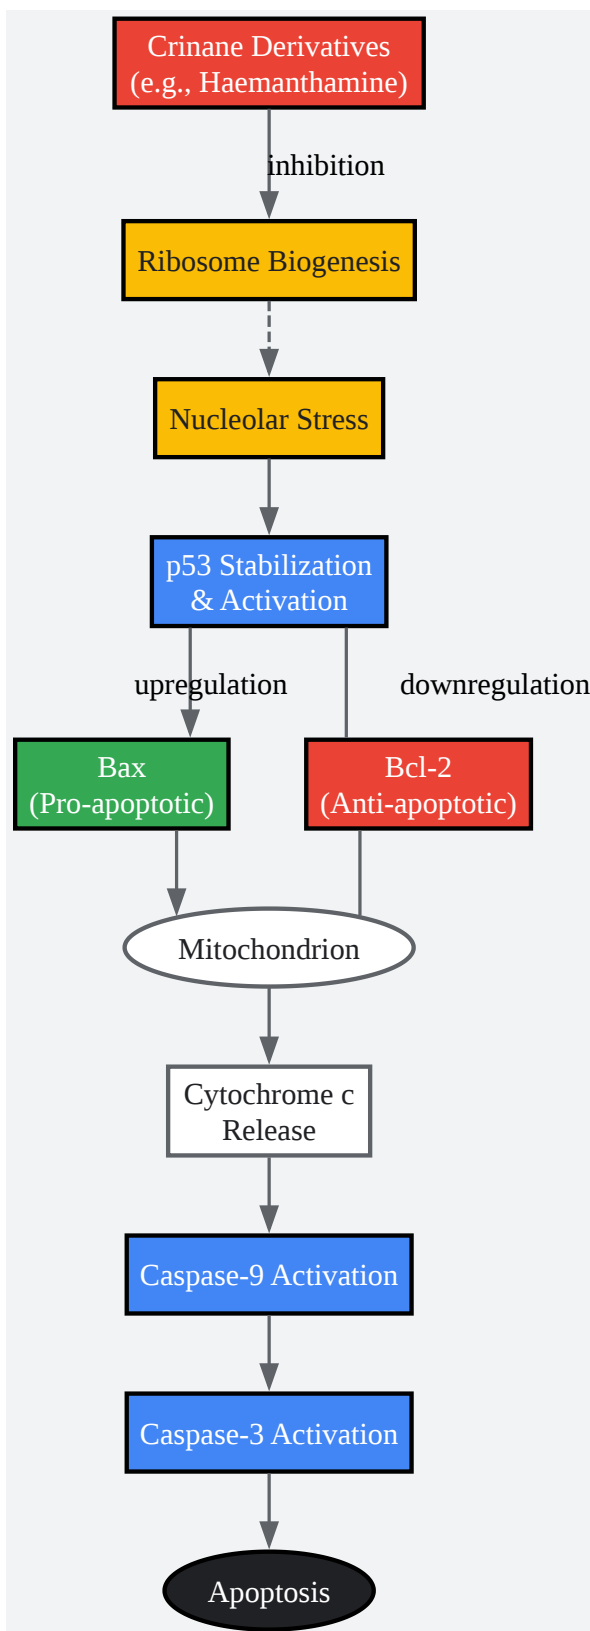 Crinane Derivatives
(e.g., Haemanthamine)
inhibition
Ribosome Biogenesis
Nucleolar Stress
p53 Stabilization
& Activation
upregulation
downregulation
Bax
(Pro-apoptotic)
Bcl-2
(Anti-apoptotic)
Mitochondrion
Cytochrome c
Release
Caspase-9 Activation
Caspase-3 Activation
Apoptosis